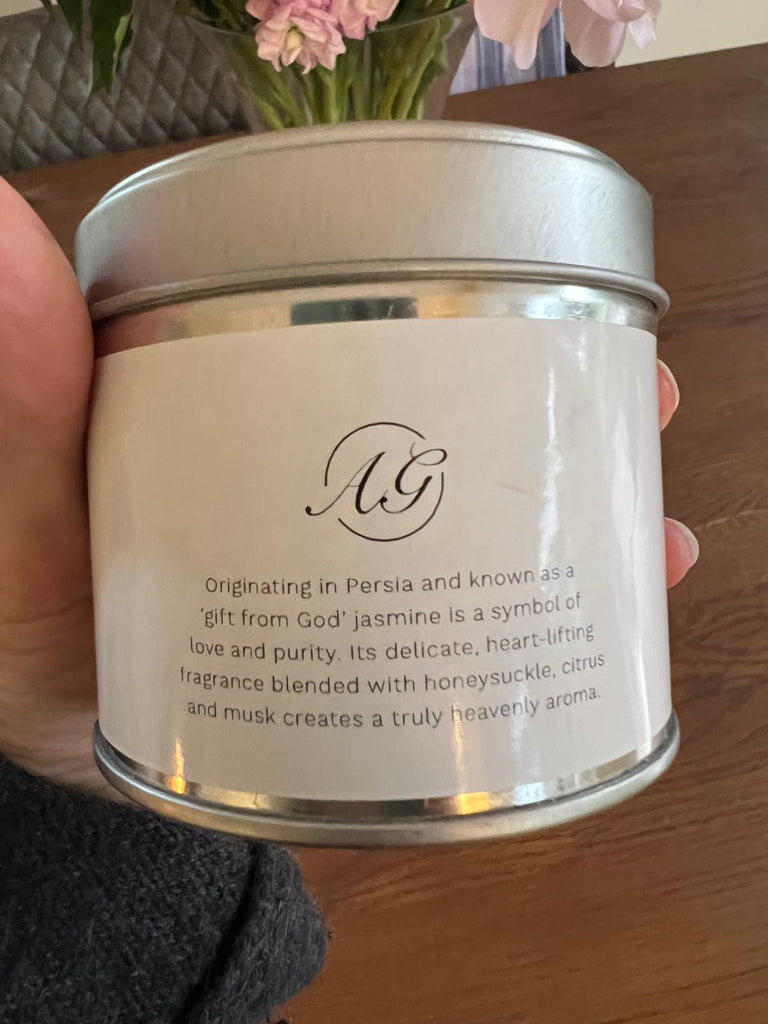 AG
Originating in Persia and known as a
‘gift from God’ jasmine is a symbol of
love and purity. Its delicate, heart-lifting
fragrance blended with honeysuckle, citrus
and musk creates a truly heavenly aroma.